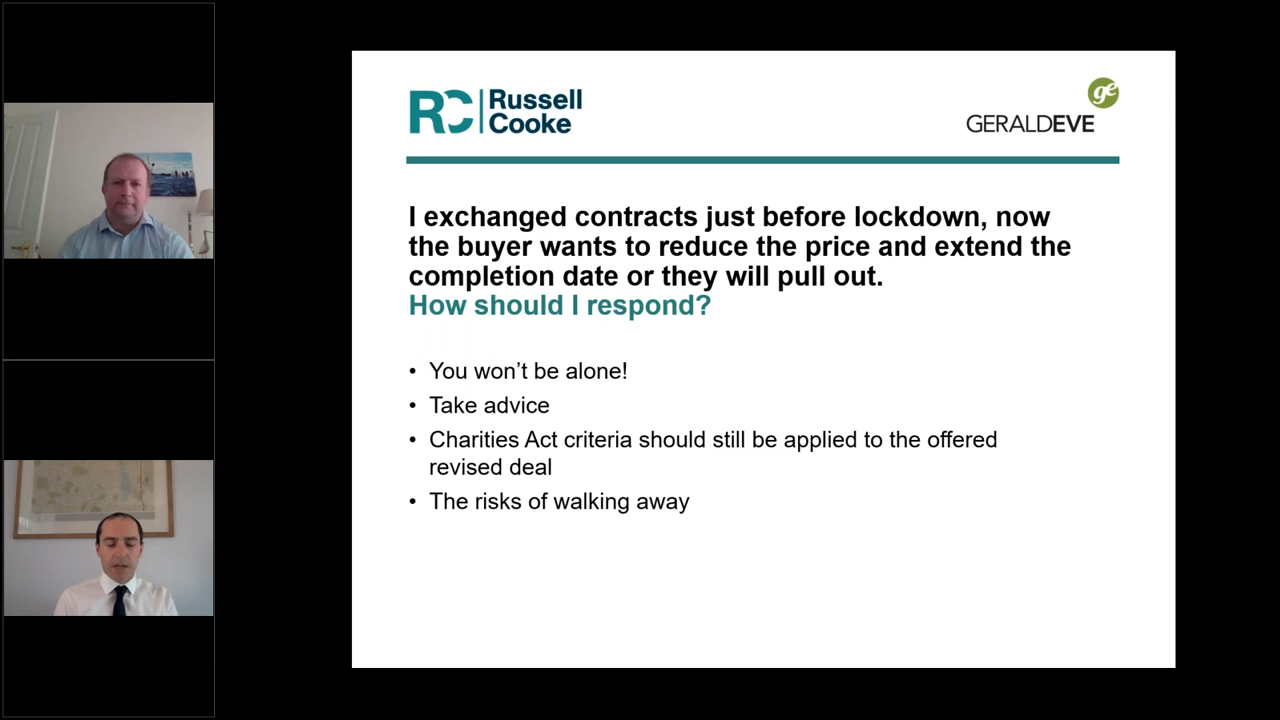 Russell
Cooke
RC
ge
GERALDEVE
I exchanged contracts just before lockdown, now
the buyer wants to reduce the price and extend the
completion date or they will pull out.
How should I respond?
• You won’t be alone!
• Take advice
• Charities Act criteria should still be applied to the offered
revised deal
• The risks of walking away